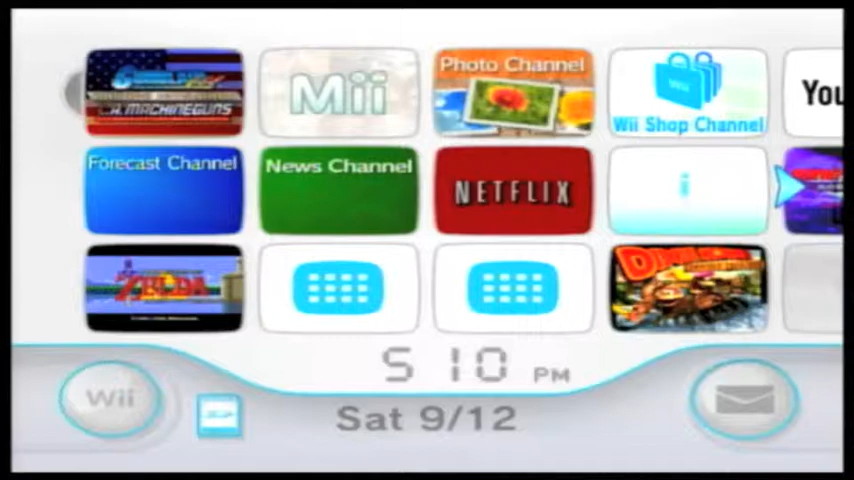 Mii
Photo Channel
Wii
Wii Shop Channel
You
L.A. MACHINEGUNS
Forecast Channel
News Channel
NETFLIX
i
ZELDA
5 10 PM
Wii
Sat 9/12